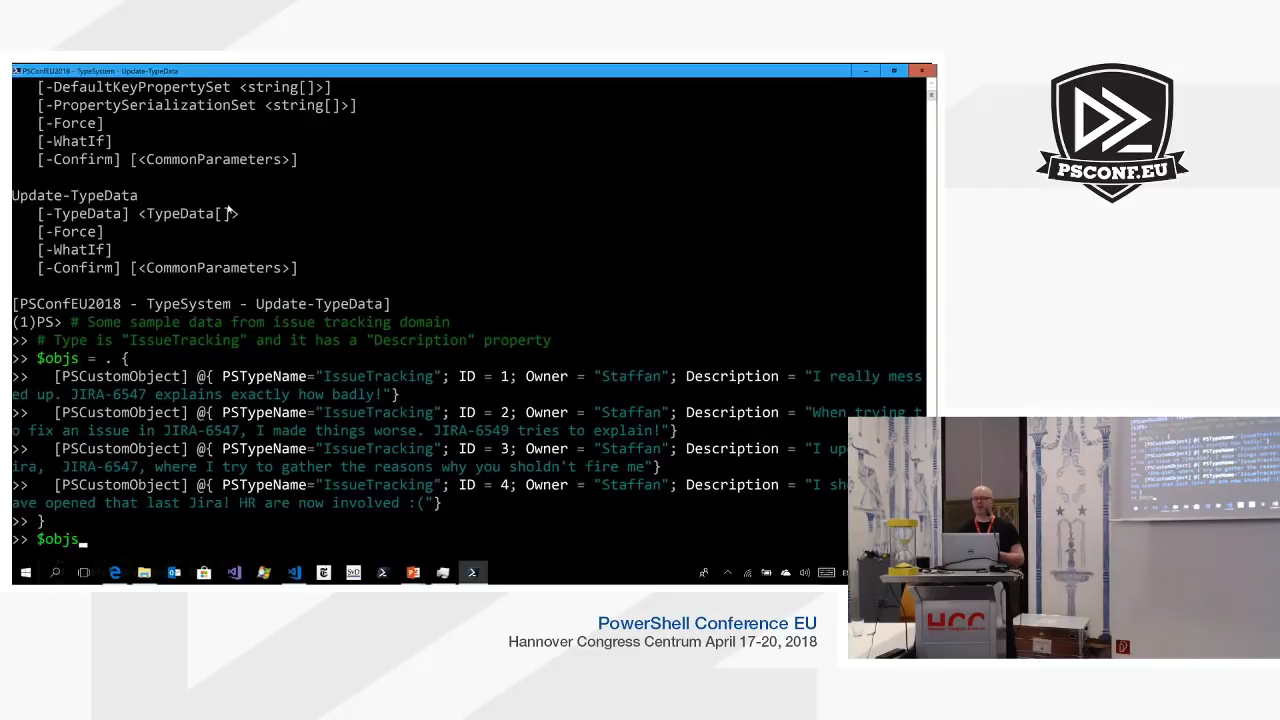 PSConfEU2018 - TypeSystem - Update-TypeData
[-DefaultKeyPropertySet <string[]>]
[-PropertySerializationSet <string[]>]
[-Force]
[-WhatIf]
[-Confirm] [<CommonParameters>]
Update-TypeData
[-TypeData] <TypeData[]>
[-Force]
[-WhatIf]
[-Confirm] [<CommonParameters>]
[PSConfEU2018 - TypeSystem - Update-TypeData]
(1)PS> # Some sample data from issue tracking domain
>> # Type is "IssueTracking" and it has a "Description" property
>> $objs = . {
>> [PSCustomObject] @{ PSTypeName="IssueTracking"; ID = 1; Owner = "Staffan"; Description = "I really mess
ed up. JIRA-6547 explains exactly how badly!"}
>> [PSCustomObject] @{ PSTypeName="IssueTracking"; ID = 2; Owner = "Staffan"; Description = "When trying t
o fix an issue in JIRA-6547, I made things worse. JIRA-6549 tries to explain!"}
>> [PSCustomObject] @{ PSTypeName="IssueTracking"; ID = 3; Owner = "Staffan"; Description = "I up
ira, JIRA-6547, where I try to gather the reasons why you sholdn't fire me"}
>> [PSCustomObject] @{ PSTypeName="IssueTracking"; ID = 4; Owner = "Staffan"; Description = "I sh
ave opened that last Jira! HR are now involved :("}
>> }
>> $objs
PSCONF.EU
HCC
PowerShell Conference EU
Hannover Congress Centrum April 17-20, 2018